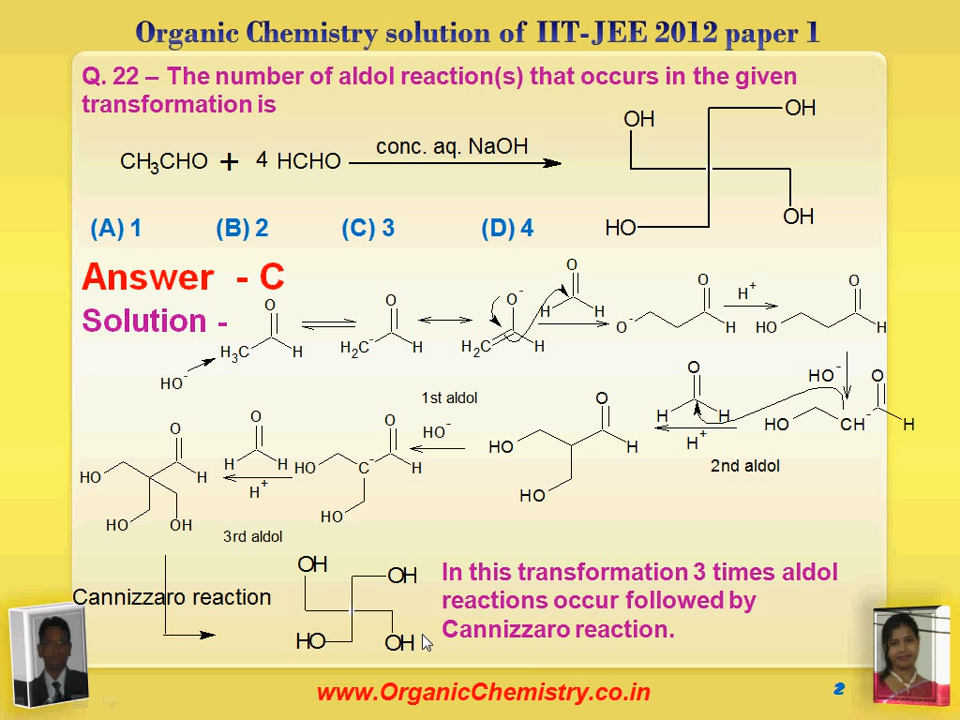 Organic Chemistry solution of IIT-JEE 2012 paper 1
Q. 22 – The number of aldol reaction(s) that occurs in the given
transformation is
CH3CHO + 4 HCHO
conc. aq. NaOH
OH
OH
HO
OH
(A) 1 (B) 2 (C) 3 (D) 4
Answer - C
Solution -
O
H3C
H
HO-
O
H2C-
H
O-
H2C
H
O
H
H
O-
O
H
H+
HO
O
H
HO-
O
HO
CH-
H
2nd aldol
O
H
H
H+
1st aldol
O
HO
H
HO
HO-
O
HO
C-
H
HO
O
H
H
H+
3rd aldol
O
HO
H
HO
OH
Cannizzaro reaction
OH
OH
HO
OH
In this transformation 3 times aldol
reactions occur followed by
Cannizzaro reaction.
www.OrganicChemistry.co.in
2